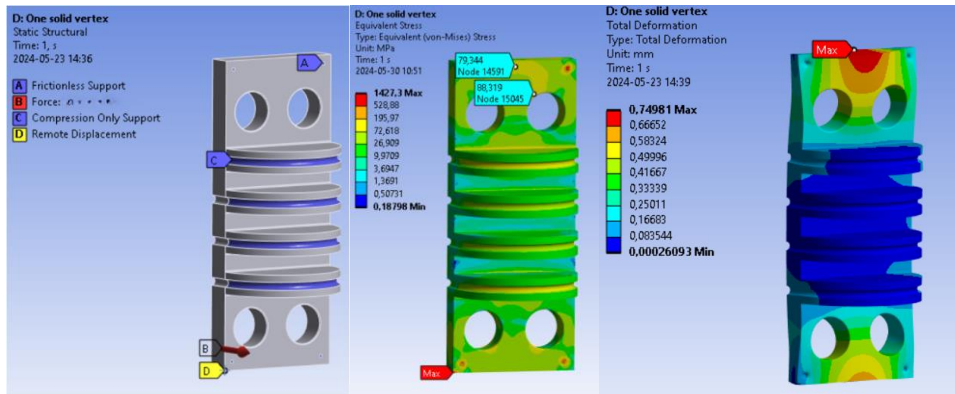 D: One solid vertex
Static Structural
Time: 1, s
2024-05-23 14:36
A Frictionless Support
B Force:
C Compression Only Support
D Remote Displacement
A
C
B
D
D: One solid vertex
Equivalent Stress
Type: Equivalent (von-Mises) Stress
Unit: MPa
Time: 1 s
2024-05-30 10:51
1427,3 Max
528,88
195,97
72,618
26,909
9,9709
3,6947
1,3691
0,50731
0,18798 Min
79,344
Node 14591
88,319
Node 15045
Max
D: One solid vertex
Total Deformation
Type: Total Deformation
Unit: mm
Time: 1 s
2024-05-23 14:39
0,74981 Max
0,66652
0,58324
0,49996
0,41667
0,33339
0,25011
0,16683
0,083544
0,00026093 Min
Max